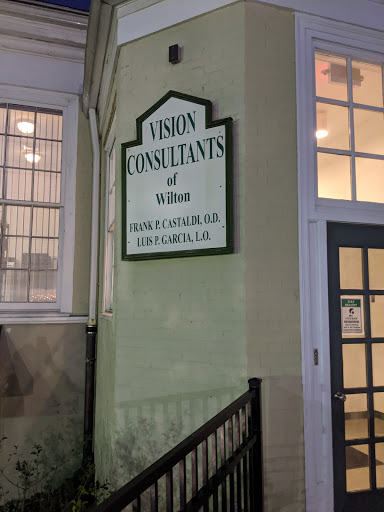 VISION
CONSULTANTS
of
Wilton
FRANK P. CASTALDI, O.D.
LUIS P. GARCIA, L.O.